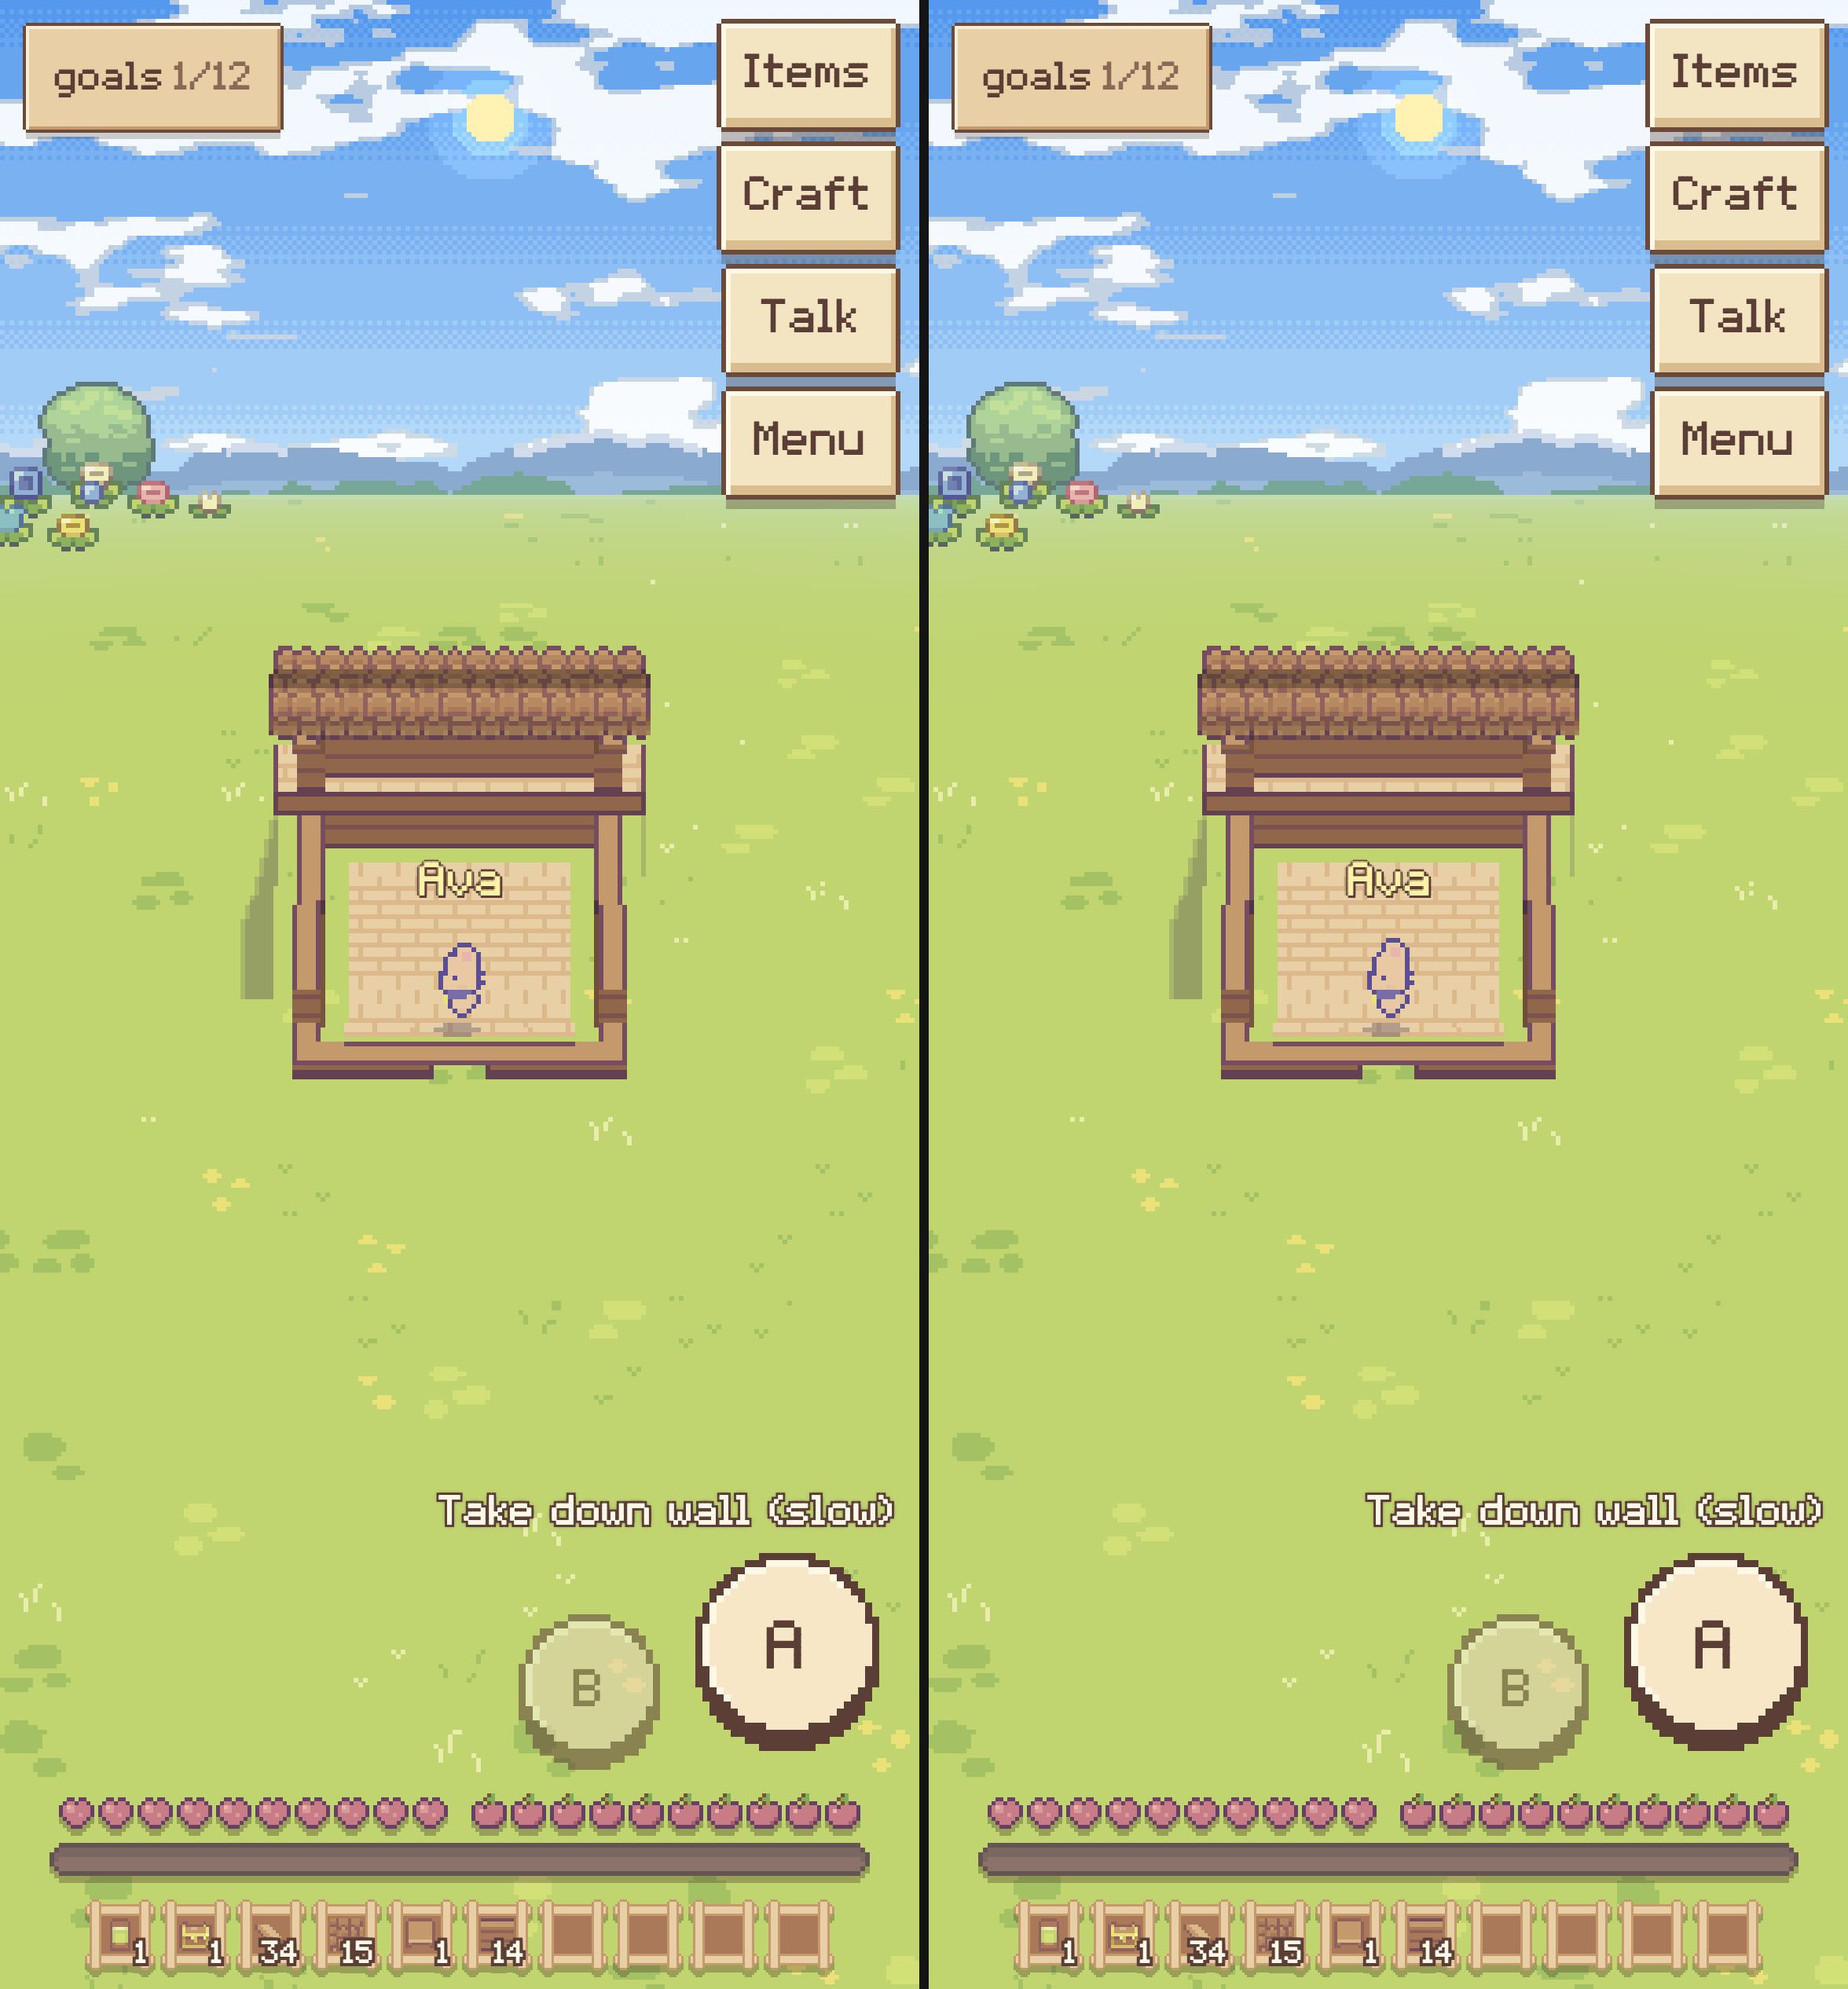 goals 1/12
Items
Craft
Talk
Menu
Ava
Take down wall (slow)
A
B
1
1
34
15
1
14
goals 1/12
Items
Craft
Talk
Menu
Ava
Take down wall (slow)
A
B
1
1
34
15
1
14